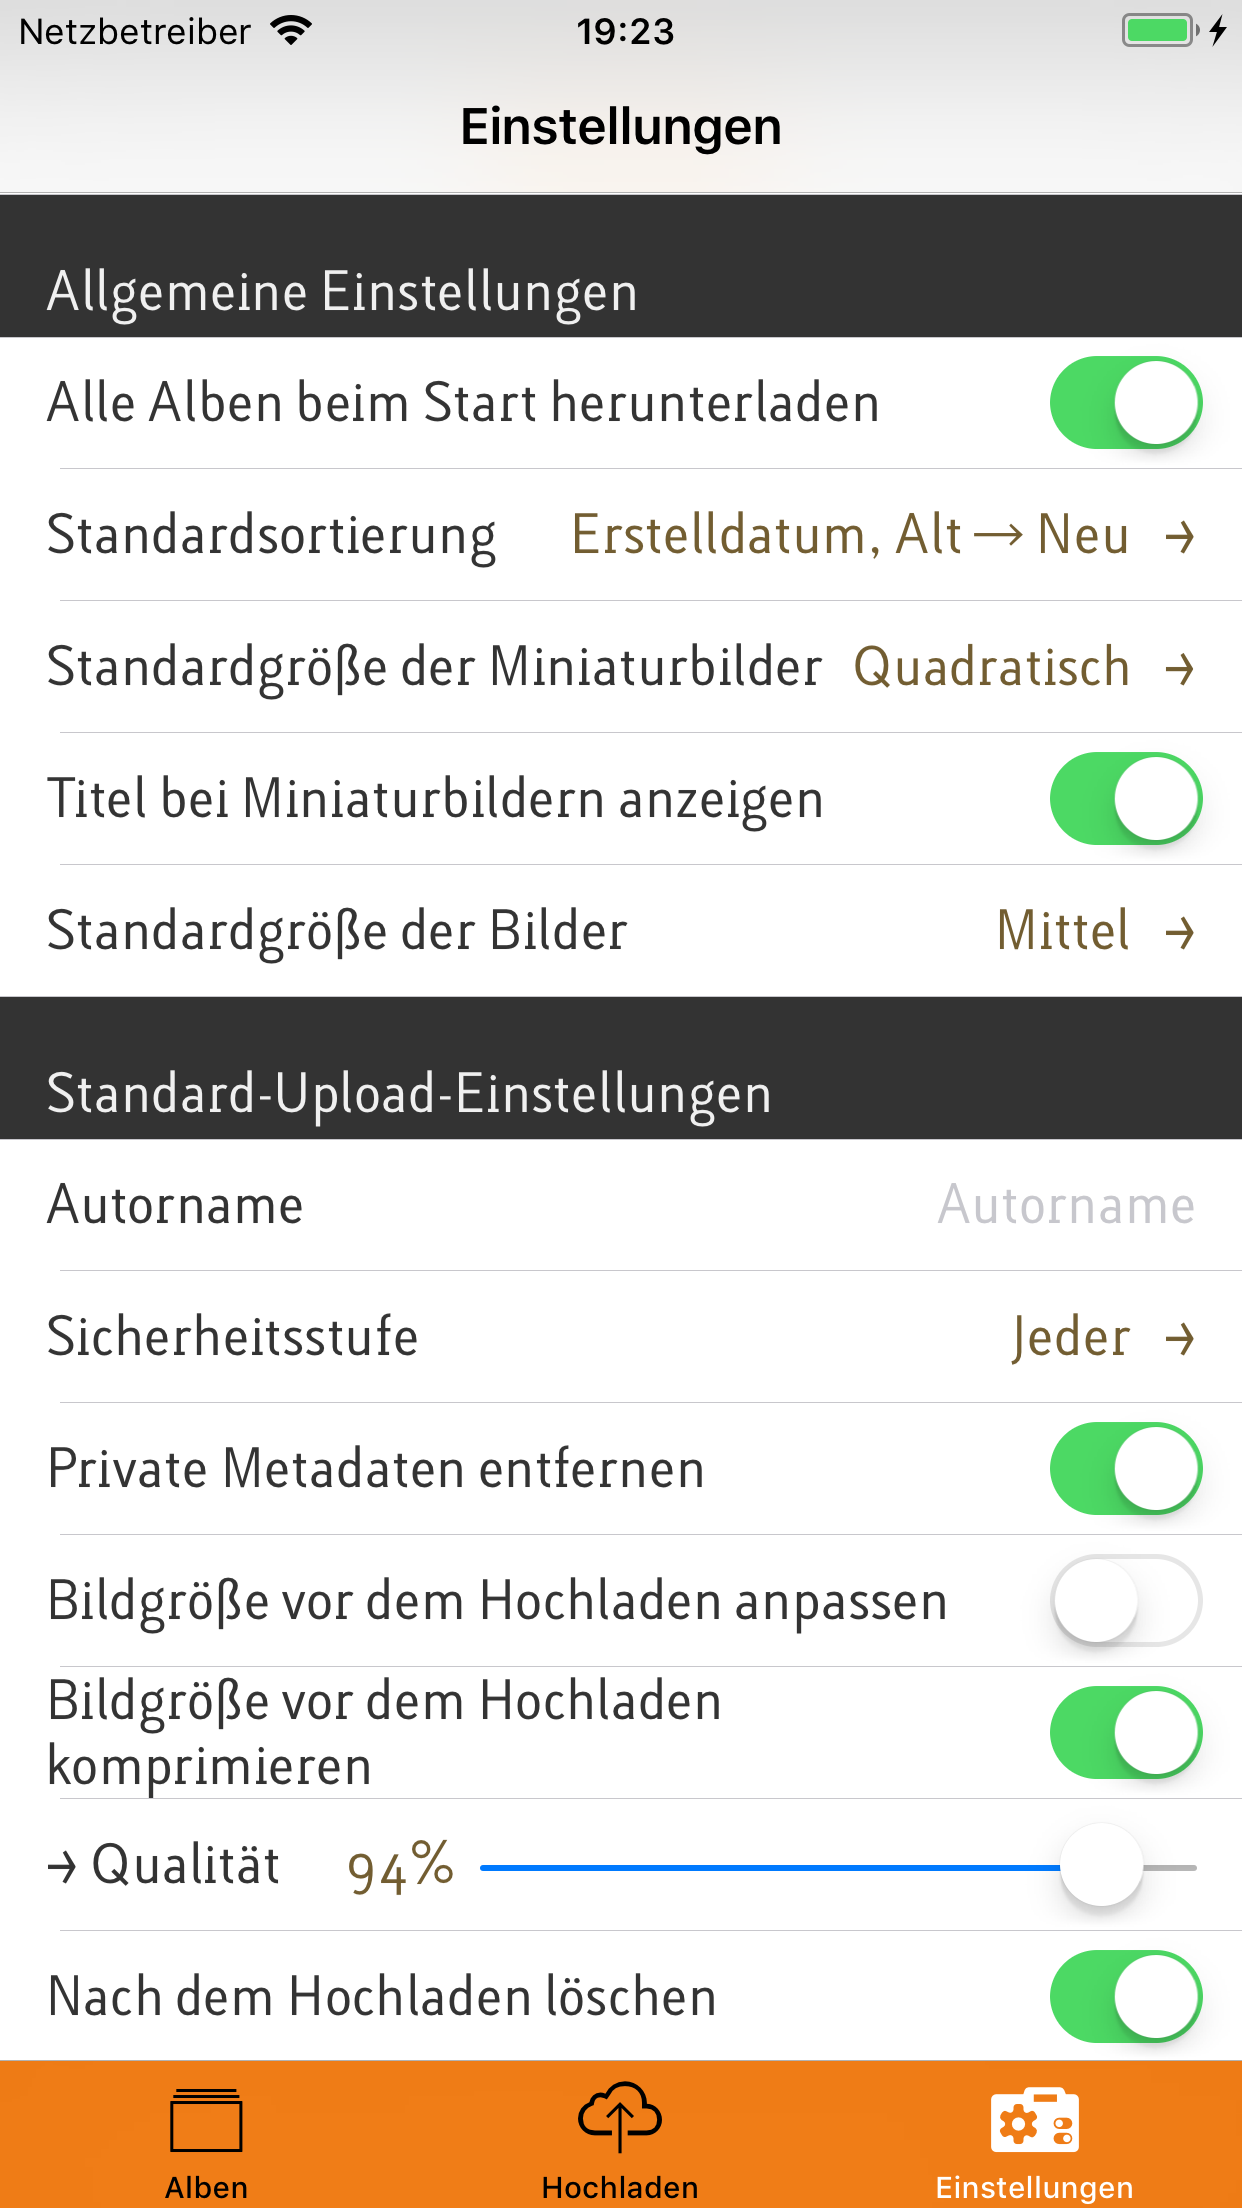 Netzbetreiber 19:23
Einstellungen
Allgemeine Einstellungen
Alle Alben beim Start herunterladen
Standardsortierung Erstelldatum, Alt → Neu →
Standardgröße der Miniaturbilder Quadratisch →
Titel bei Miniaturbildern anzeigen
Standardgröße der Bilder Mittel →
Standard-Upload-Einstellungen
Autorname Autorname
Sicherheitsstufe Jeder →
Private Metadaten entfernen
Bildgröße vor dem Hochladen anpassen
Bildgröße vor dem Hochladen
komprimieren
→ Qualität 94%
Nach dem Hochladen löschen
Alben Hochladen Einstellungen